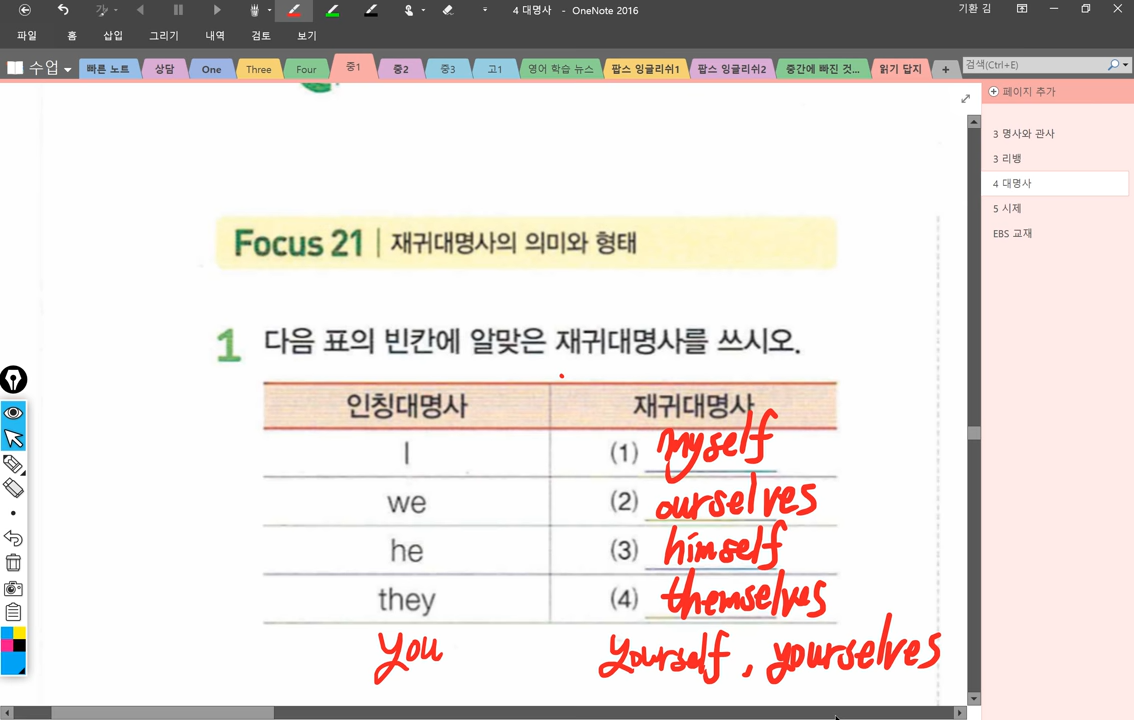 4 대명사 - OneNote 2016
기환 김
파일 홈 삽입 그리기 내역 검토 보기
수업 빠른 노트 상담 One Three Four 중1 중2 중3 고1 영어 학습 뉴스 팝스 잉글리쉬1 팝스 잉글리쉬2 중간에 빠진 것... 읽기 답지 + 검색(Ctrl+E)
페이지 추가
3 명사와 관사
3 리뱅
4 대명사
5 시제
EBS 교재
Focus 21 | 재귀대명사의 의미와 형태
1 다음 표의 빈칸에 알맞은 재귀대명사를 쓰시오.
인칭대명사 재귀대명사
I (1) myself
we (2) ourselves
he (3) himself
they (4) themselves
you yourself, yourselves